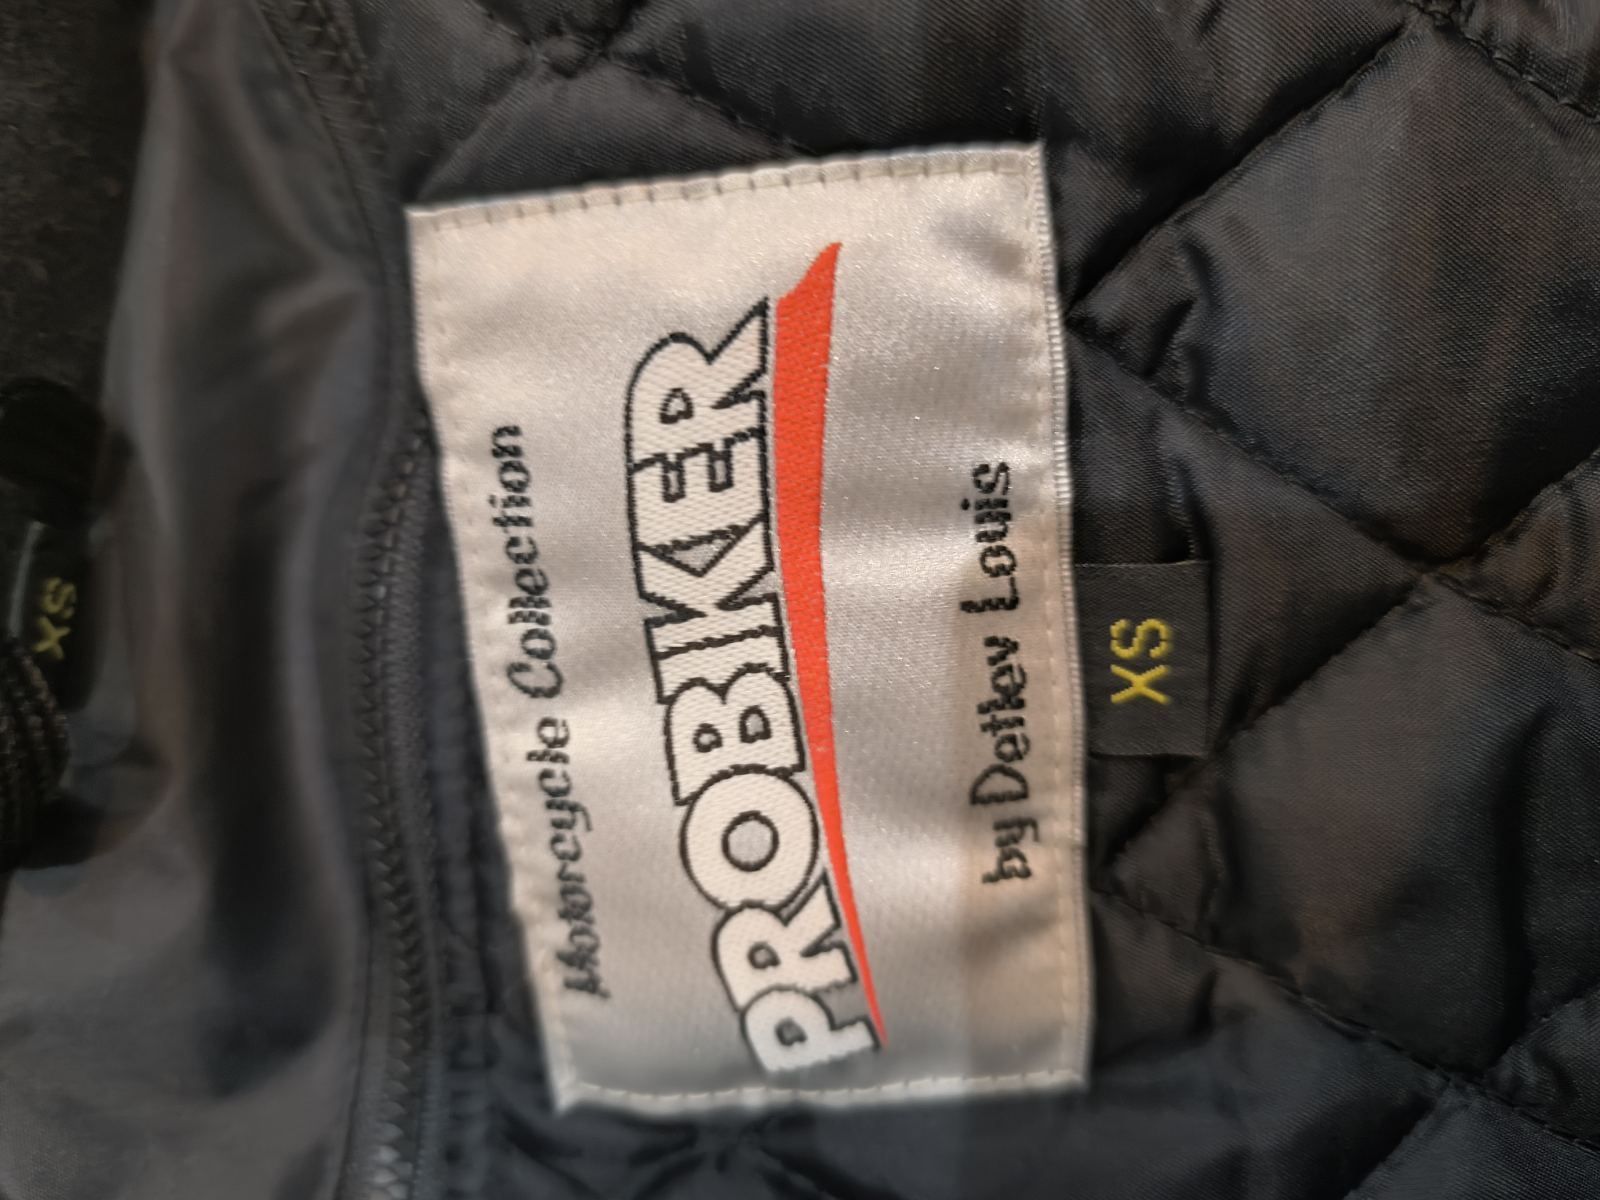 Motorcycle Collection
PROBIKER
by Detlev Louis
XS
XS